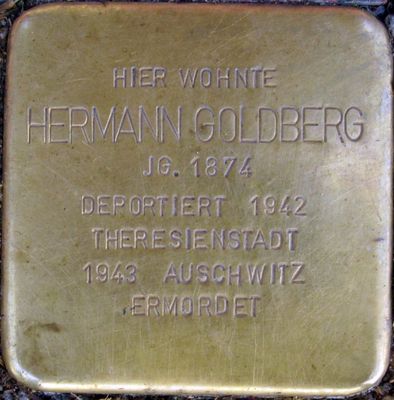 HIER WOHNTE
HERMANN GOLDBERG
JG. 1874
DEPORTIERT 1942
THERESIENSTADT
1943 AUSCHWITZ
ERMORDET